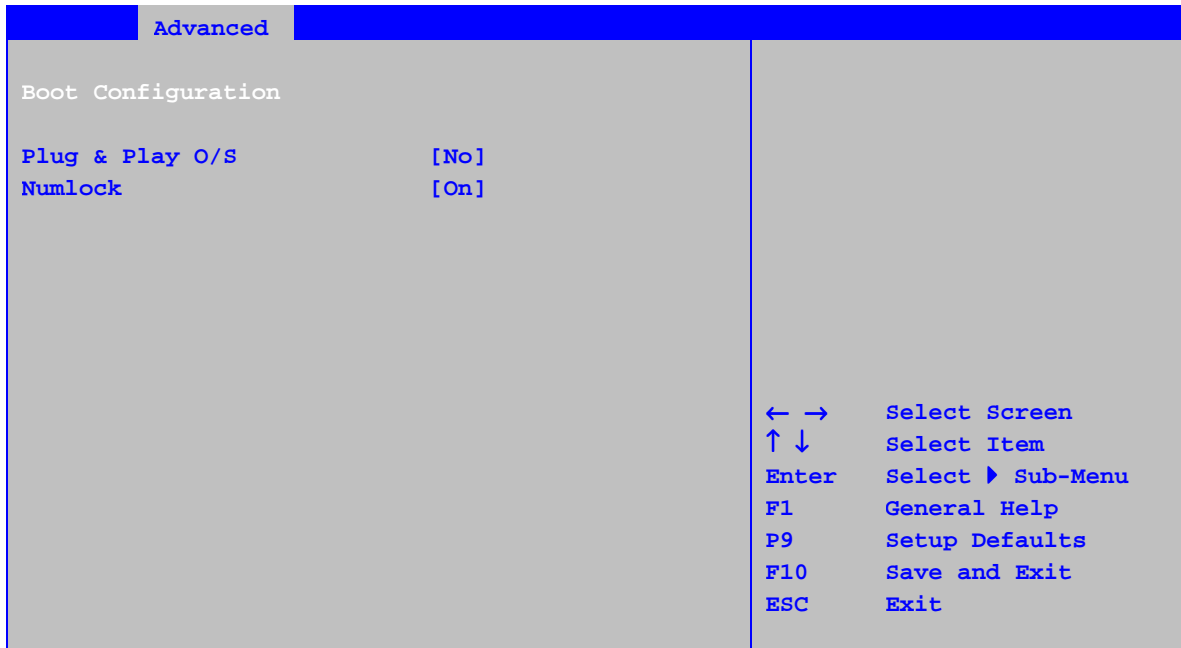 Advanced
Boot Configuration
Plug & Play O/S [No]
Numlock [On]
← → Select Screen
↑ ↓ Select Item
Enter Select ▶ Sub-Menu
F1 General Help
P9 Setup Defaults
F10 Save and Exit
ESC Exit